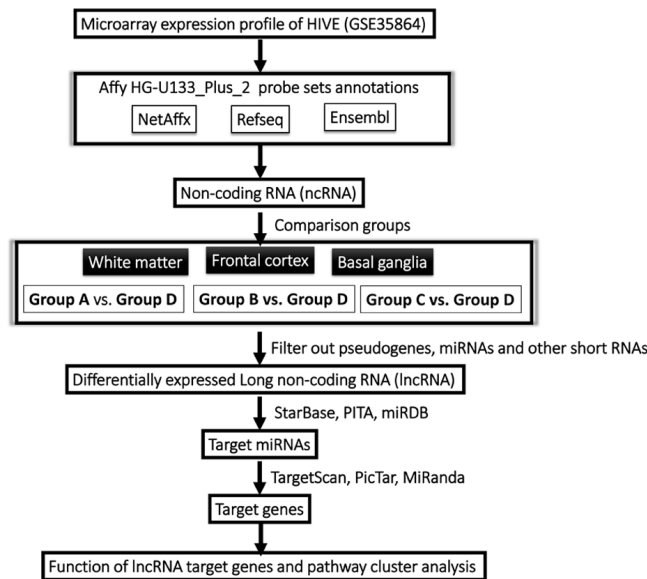 Microarray expression profile of HIVE (GSE35864)
Affy HG-U133_Plus_2 probe sets annotations
NetAffx Refseq Ensembl
Non-coding RNA (ncRNA)
Comparison groups
White matter Frontal cortex Basal ganglia
Group A vs. Group D Group B vs. Group D Group C vs. Group D
Filter out pseudogenes, miRNAs and other short RNAs
Differentially expressed Long non-coding RNA (lncRNA)
StarBase, PITA, miRDB
Target miRNAs
TargetScan, PicTar, MiRanda
Target genes
Function of lncRNA target genes and pathway cluster analysis